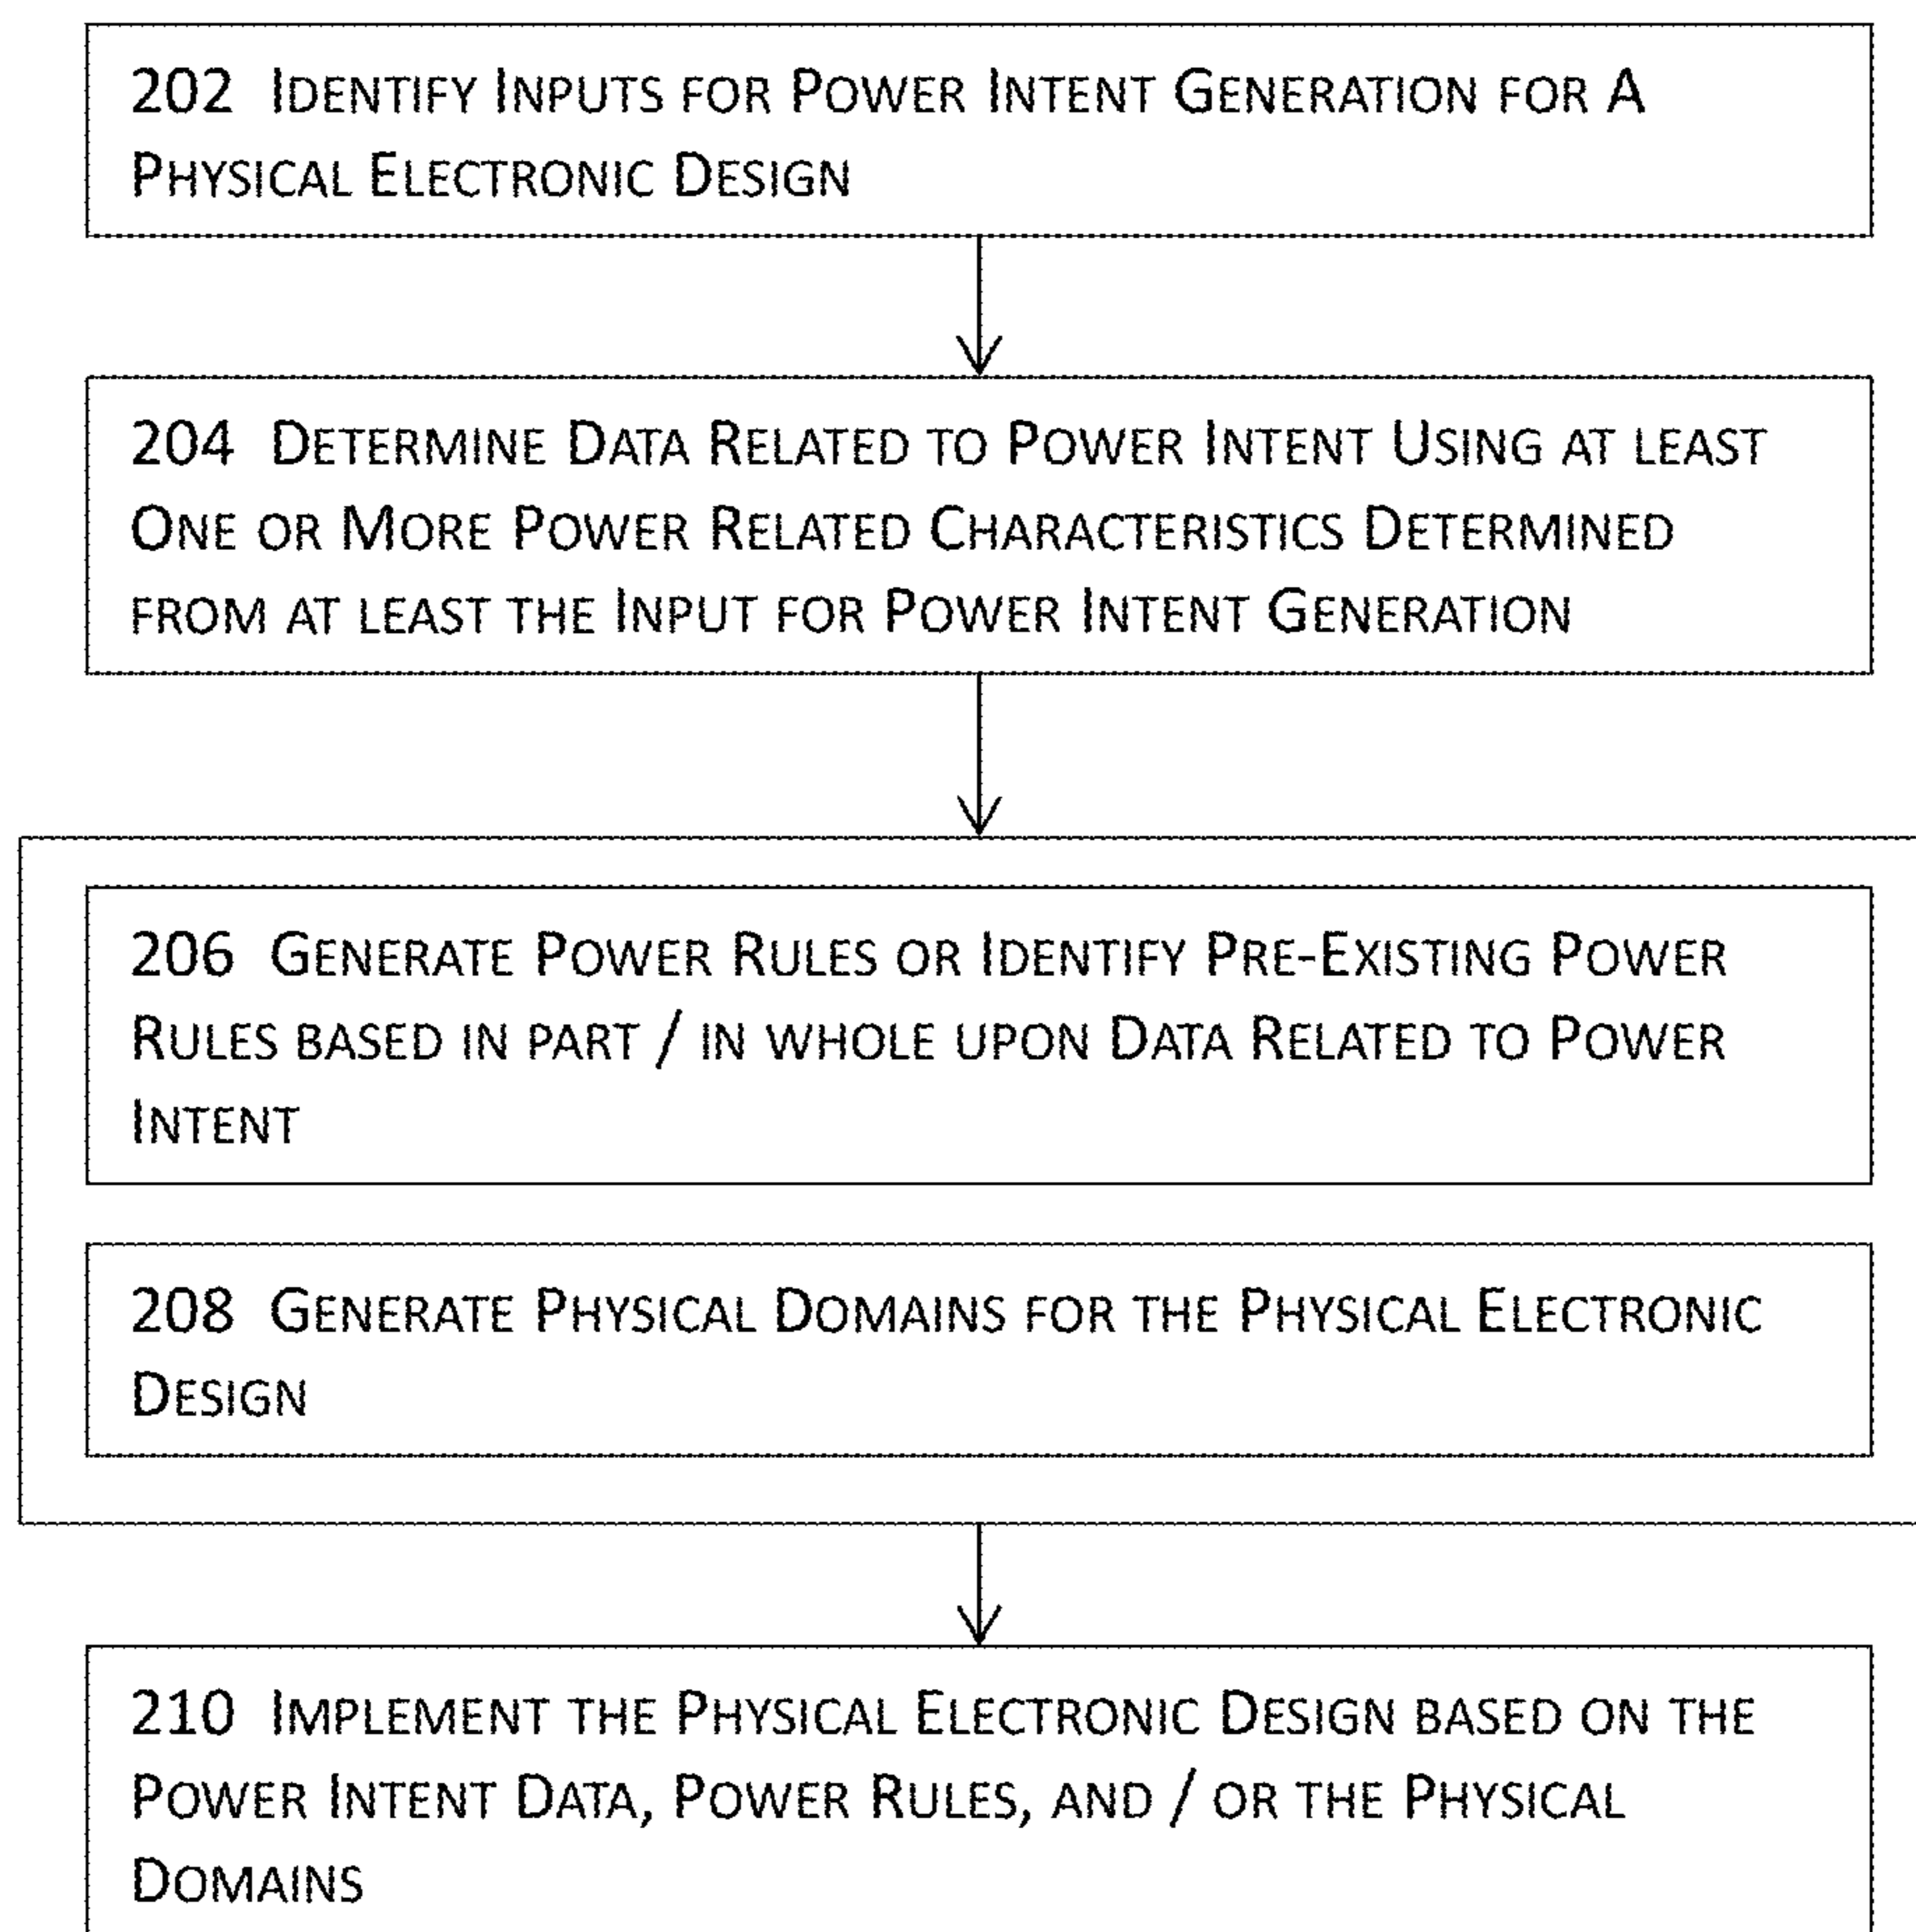 202 Identify Inputs for Power Intent Generation for A
Physical Electronic Design
204 Determine Data Related to Power Intent Using at least
One or More Power Related Characteristics Determined
from at least the Input for Power Intent Generation
206 Generate Power Rules or Identify Pre-Existing Power
Rules based in part / in whole upon Data Related to Power
Intent
208 Generate Physical Domains for the Physical Electronic
Design
210 Implement the Physical Electronic Design based on the
Power Intent Data, Power Rules, and / or the Physical
Domains